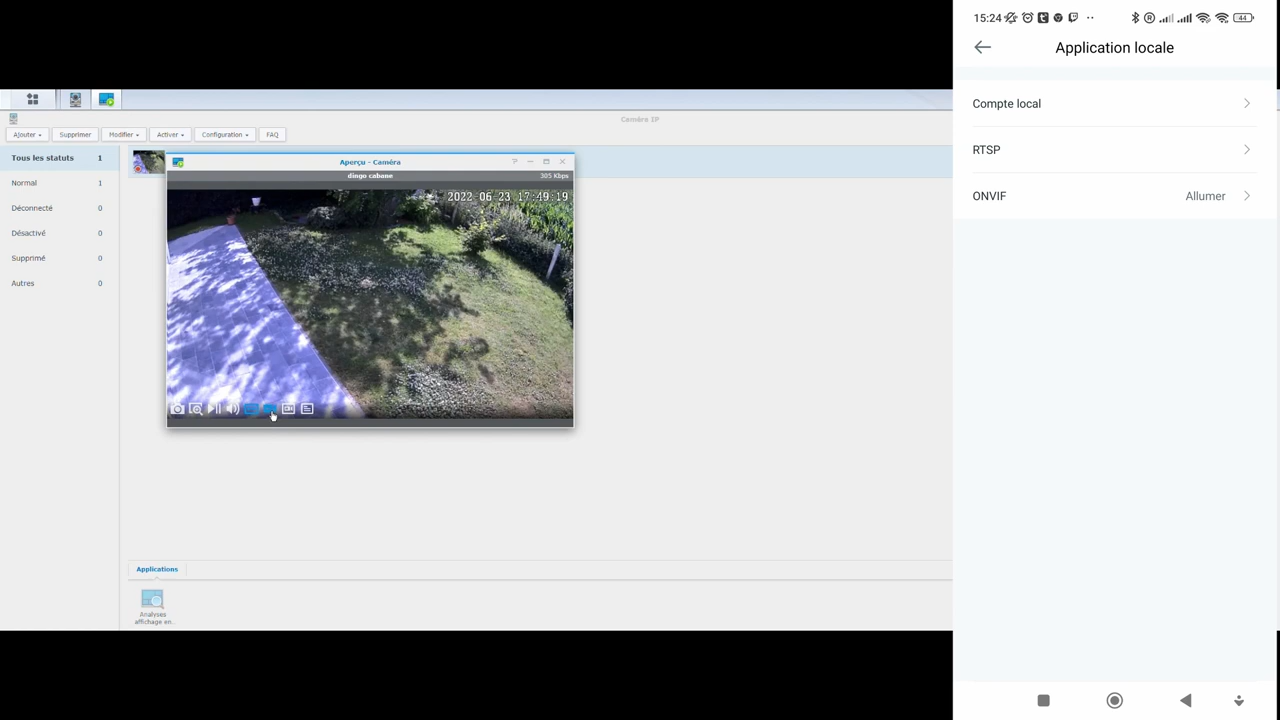 15:24
44
Application locale
Compte local
RTSP
ONVIF
Allumer
Caméra IP
Ajouter
Supprimer
Modifier
Activer
Configuration
FAQ
Tous les statuts 1
Normal 1
Déconnecté 0
Désactivé 0
Supprimé 0
Autres 0
Aperçu - Caméra
dingo cabane
305 Kbps
2022-06-23 17:49:19
Applications
Analyses
affichage en..